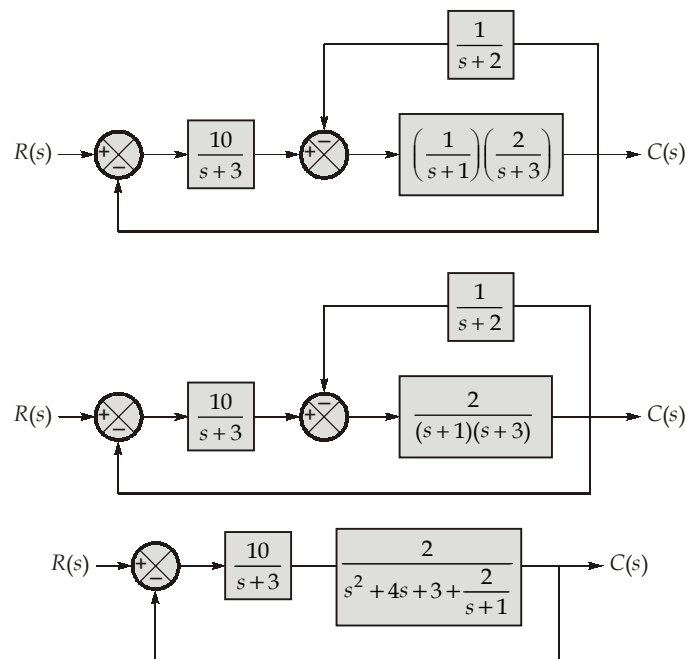 1
s+2
R(s) + − 10/(s+3) + − (1/(s+1))(2/(s+3)) C(s)
1
s+2
R(s) + − 10/(s+3) + − 2/((s+1)(s+3)) C(s)
R(s) + − 10/(s+3) 2/(s² + 4s + 3 + 2/(s+1)) C(s)